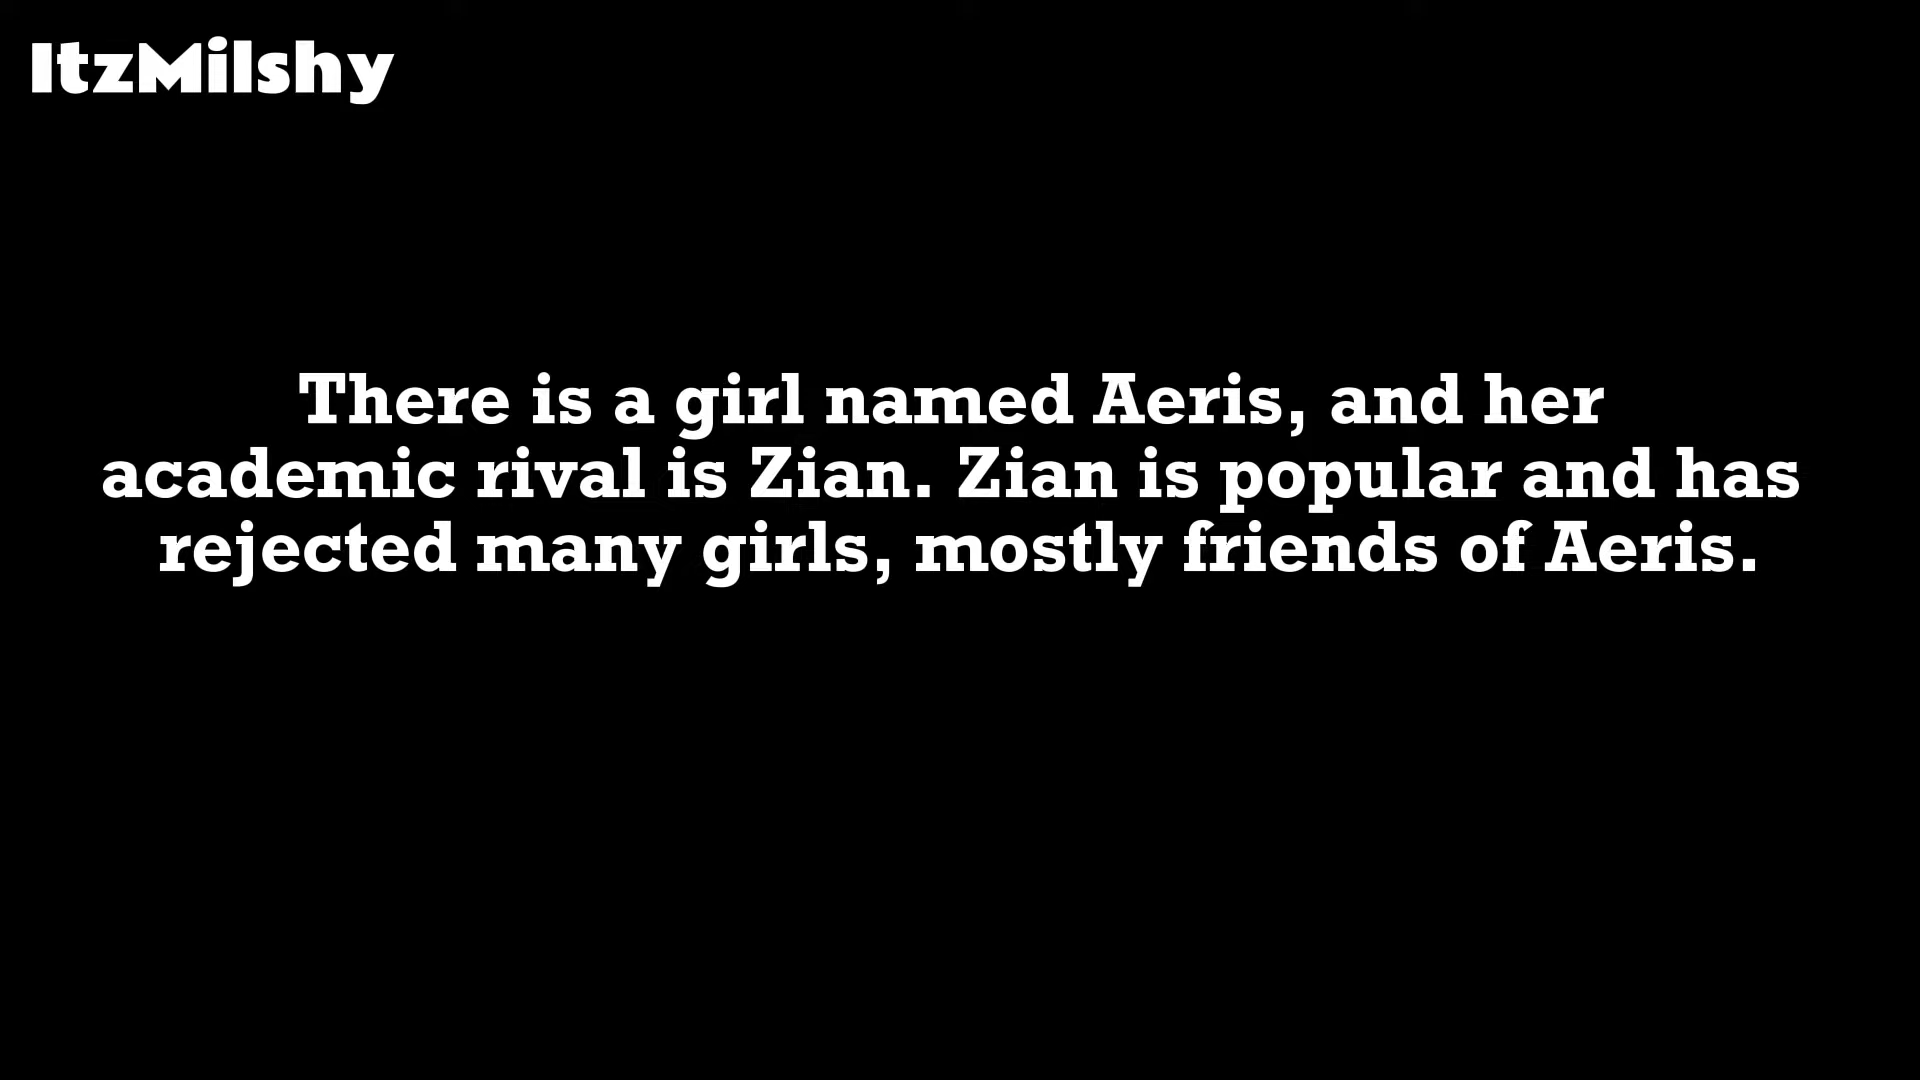 ItzMilshy
There is a girl named Aeris, and her
academic rival is Zian. Zian is popular and has
rejected many girls, mostly friends of Aeris.